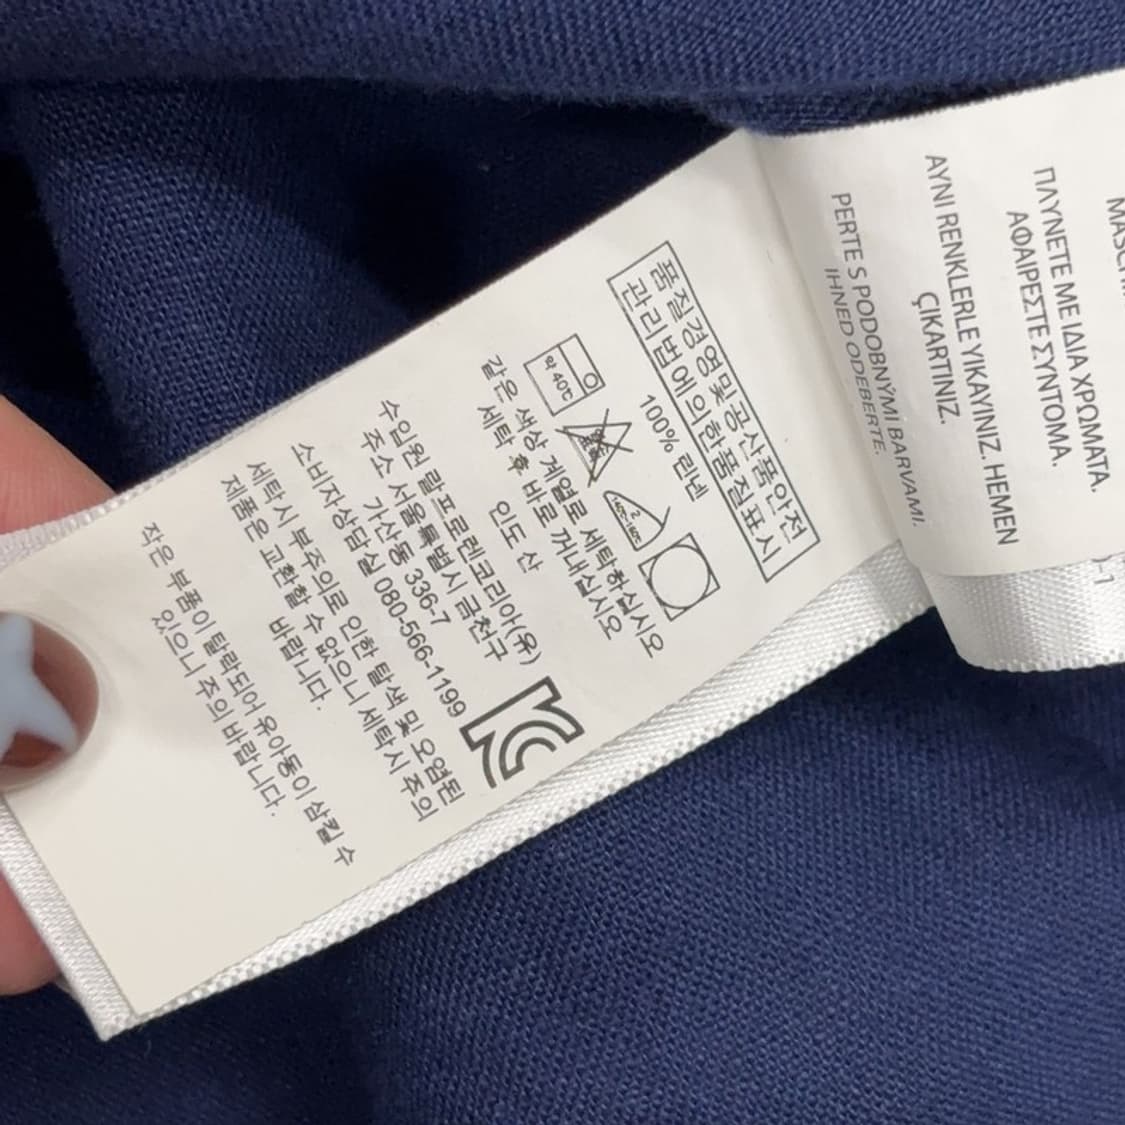 품질경영및공산품안전
관리법에의한품질표시
100% 린넨
약 40℃
같은 색상 계열로 세탁하십시오
세탁 후 바로 꺼내십시오
인도 산
수입원 랄프로렌코리아(유)
주소 서울특별시 금천구
가산동 336-7
소비자상담실 080-566-1199
세탁시 부주의로 인한 탈색 및 오염된
제품은 교환할 수 없으니 세탁시 주의
바랍니다.
작은 부품이 탈락되어 유아동이 삼킬 수
있으니 주의 바랍니다.
ΠΛΥΝΕΤΕ ΜΕ ΙΔΙΑ ΧΡΩΜΑΤΑ.
ΑΦΑΙΡΕΣΤΕ ΣΥΝΤΟΜΑ.
AYNI RENKLERLE YIKAYINIZ. HEMEN
ÇIKARTINIZ.
PERTE S PODOBNÝMI BARVAMI.
IHNED ODEBERTE.